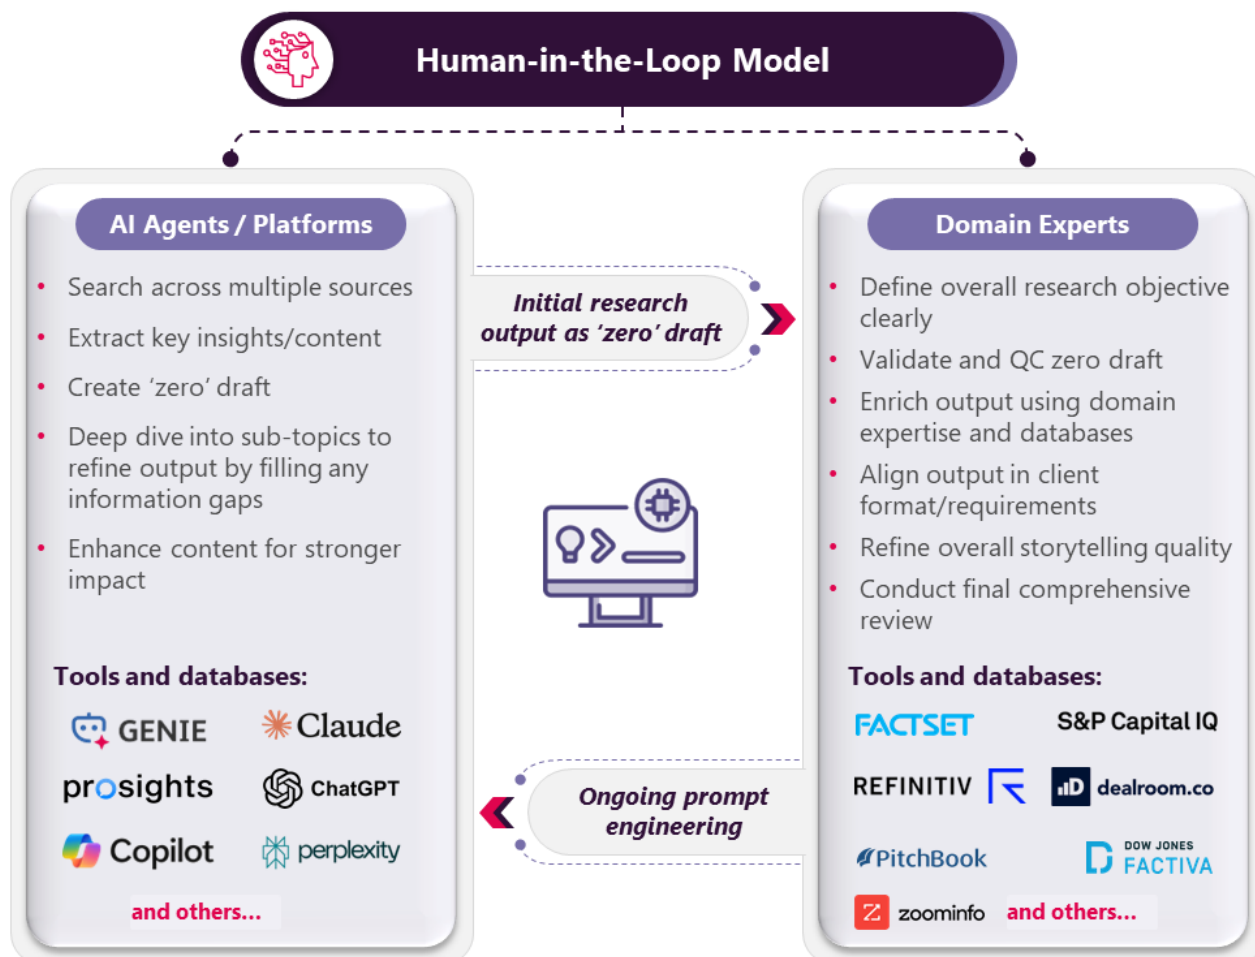 Human-in-the-Loop Model
AI Agents / Platforms
• Search across multiple sources
• Extract key insights/content
• Create ‘zero’ draft
• Deep dive into sub-topics to
refine output by filling any
information gaps
• Enhance content for stronger
impact
Tools and databases:
GENIE
Claude
prosights
ChatGPT
Copilot
perplexity
and others...
Initial research
output as ‘zero’ draft
Ongoing prompt
engineering
Domain Experts
• Define overall research objective
clearly
• Validate and QC zero draft
• Enrich output using domain
expertise and databases
• Align output in client
format/requirements
• Refine overall storytelling quality
• Conduct final comprehensive
review
Tools and databases:
FACTSET
S&P Capital IQ
REFINITIV
dealroom.co
PitchBook
DOW JONES
FACTIVA
zoominfo
and others...